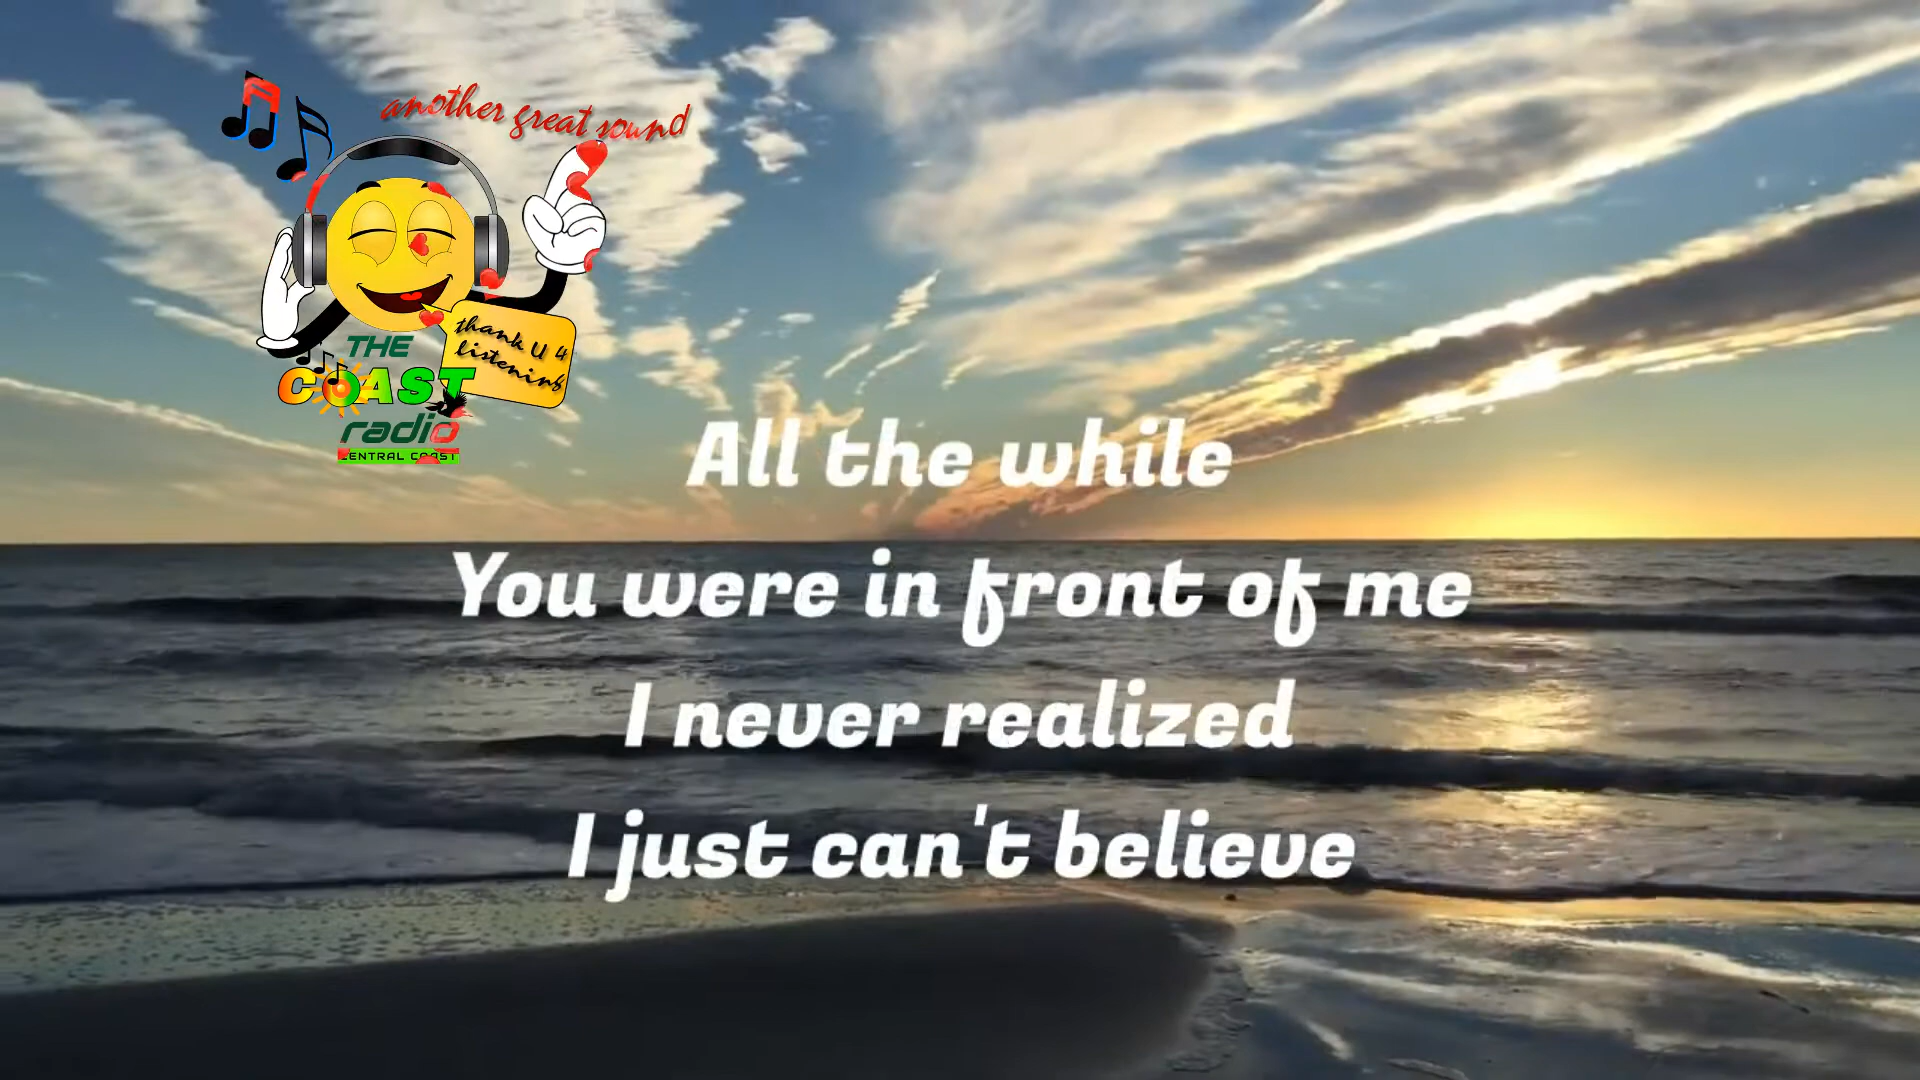 another great sound
thank U 4
listening
THE
COAST
radio
CENTRAL COAST
All the while
You were in front of me
I never realized
I just can't believe